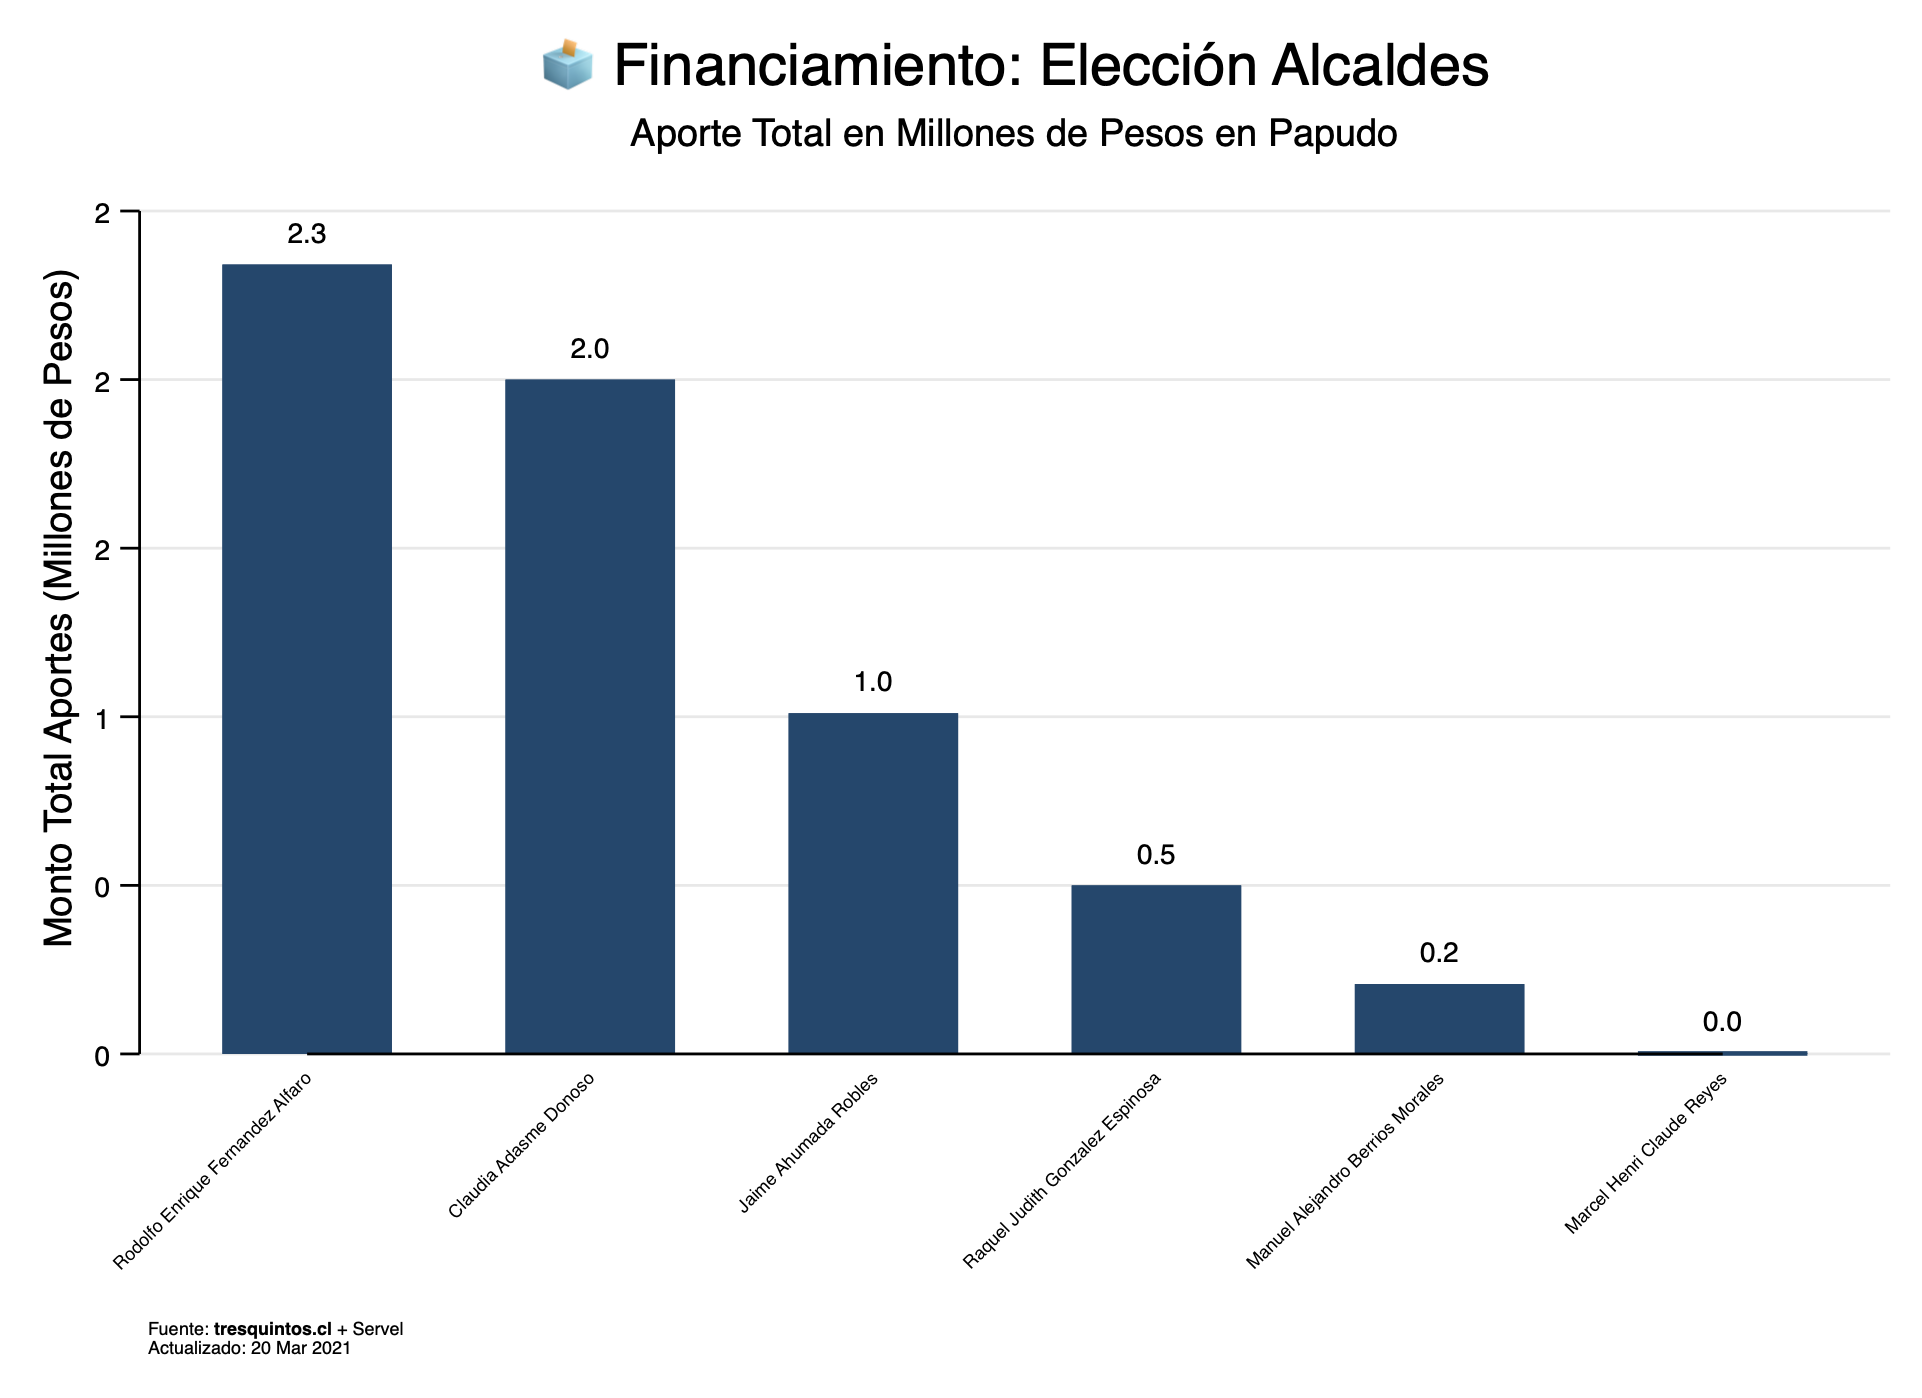 Financiamiento: Elección Alcaldes
Aporte Total en Millones de Pesos en Papudo
Monto Total Aportes (Millones de Pesos)
2
2
2
1
0
0
2.3
2.0
1.0
0.5
0.2
0.0
Rodolfo Enrique Fernandez Alfaro
Claudia Adasme Donoso
Jaime Ahumada Robles
Raquel Judith Gonzalez Espinosa
Manuel Alejandro Berrios Morales
Marcel Henri Claude Reyes
Fuente: tresquintos.cl + Servel
Actualizado: 20 Mar 2021